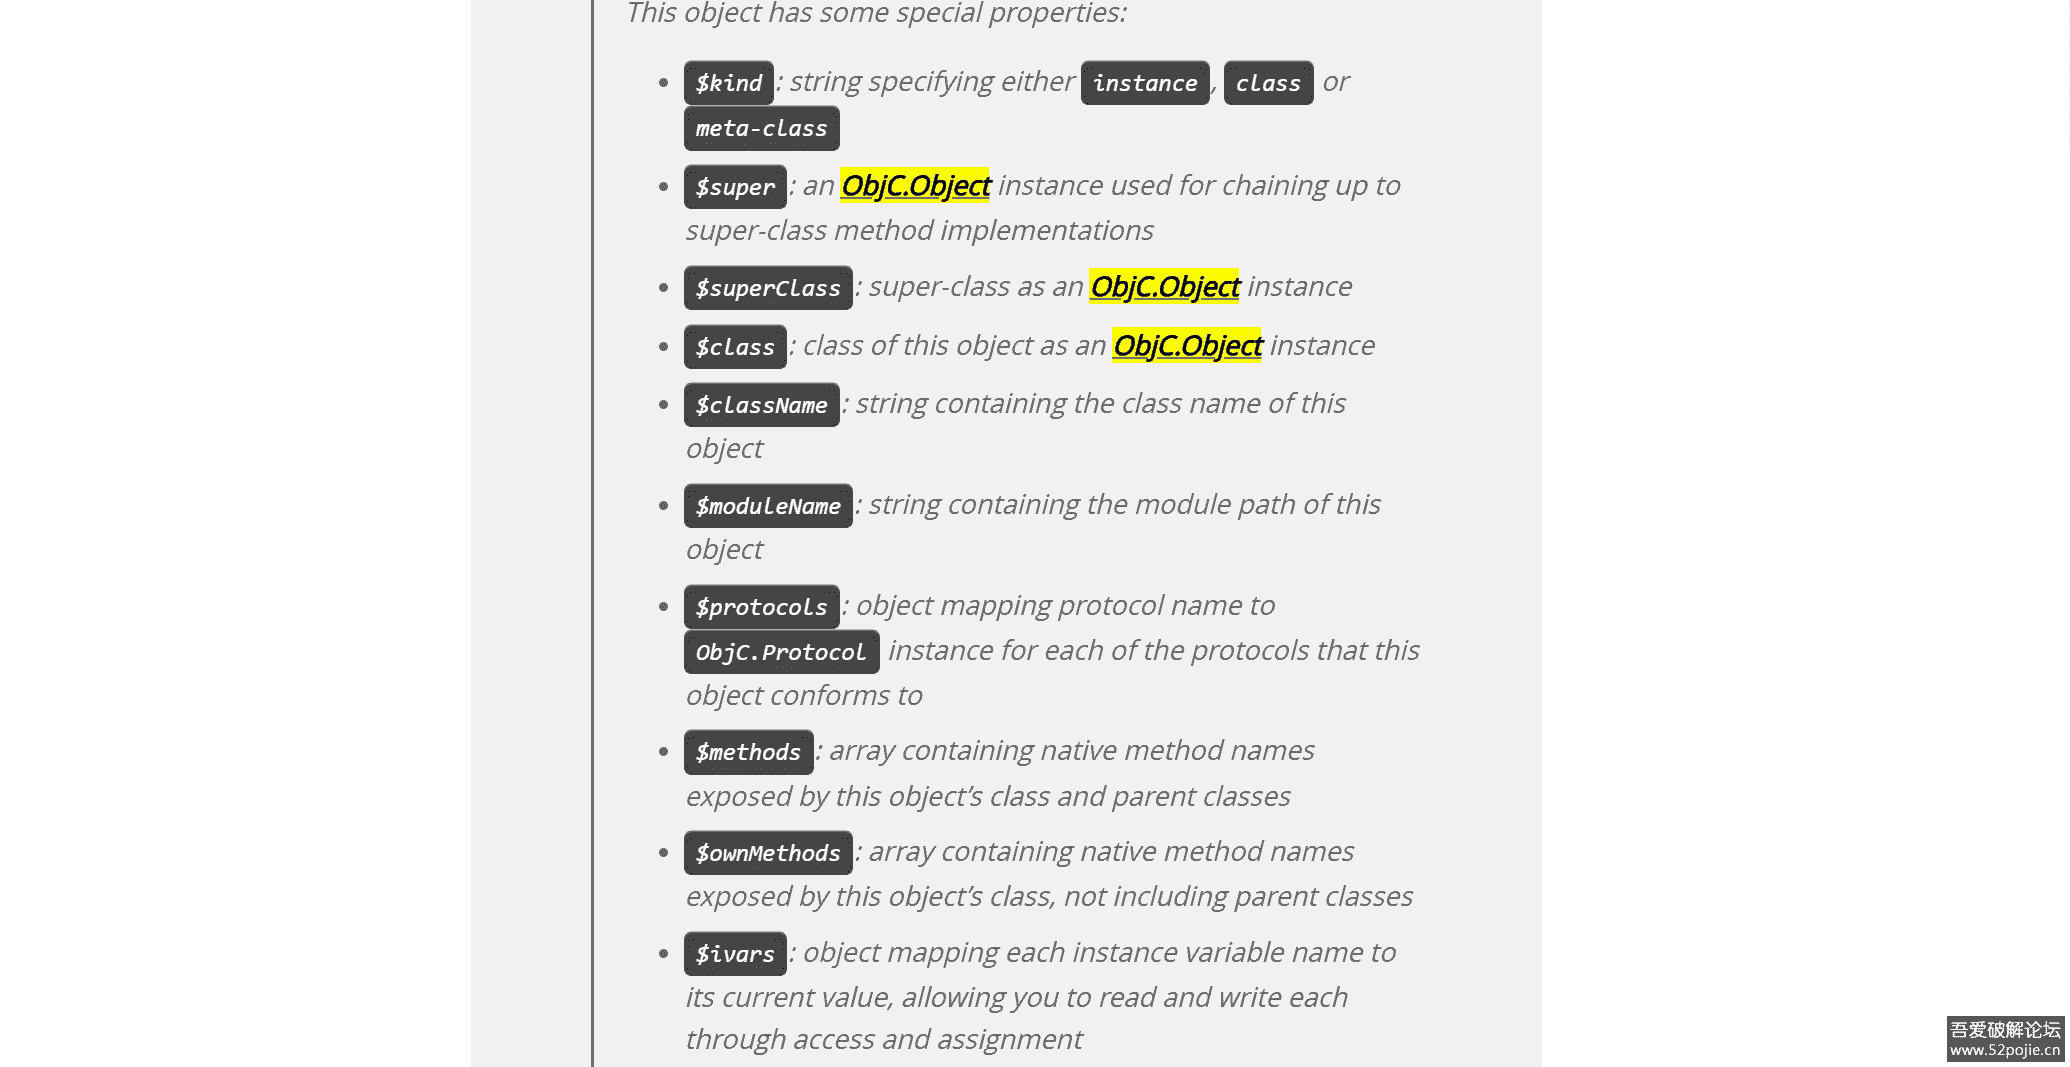 This object has some special properties:
$kind: string specifying either instance, class or
meta-class
$super: an ObjC.Object instance used for chaining up to
super-class method implementations
$superClass: super-class as an ObjC.Object instance
$class: class of this object as an ObjC.Object instance
$className: string containing the class name of this
object
$moduleName: string containing the module path of this
object
$protocols: object mapping protocol name to
ObjC.Protocol instance for each of the protocols that this
object conforms to
$methods: array containing native method names
exposed by this object’s class and parent classes
$ownMethods: array containing native method names
exposed by this object’s class, not including parent classes
$ivars: object mapping each instance variable name to
its current value, allowing you to read and write each
through access and assignment
吾爱破解论坛
www.52pojie.cn